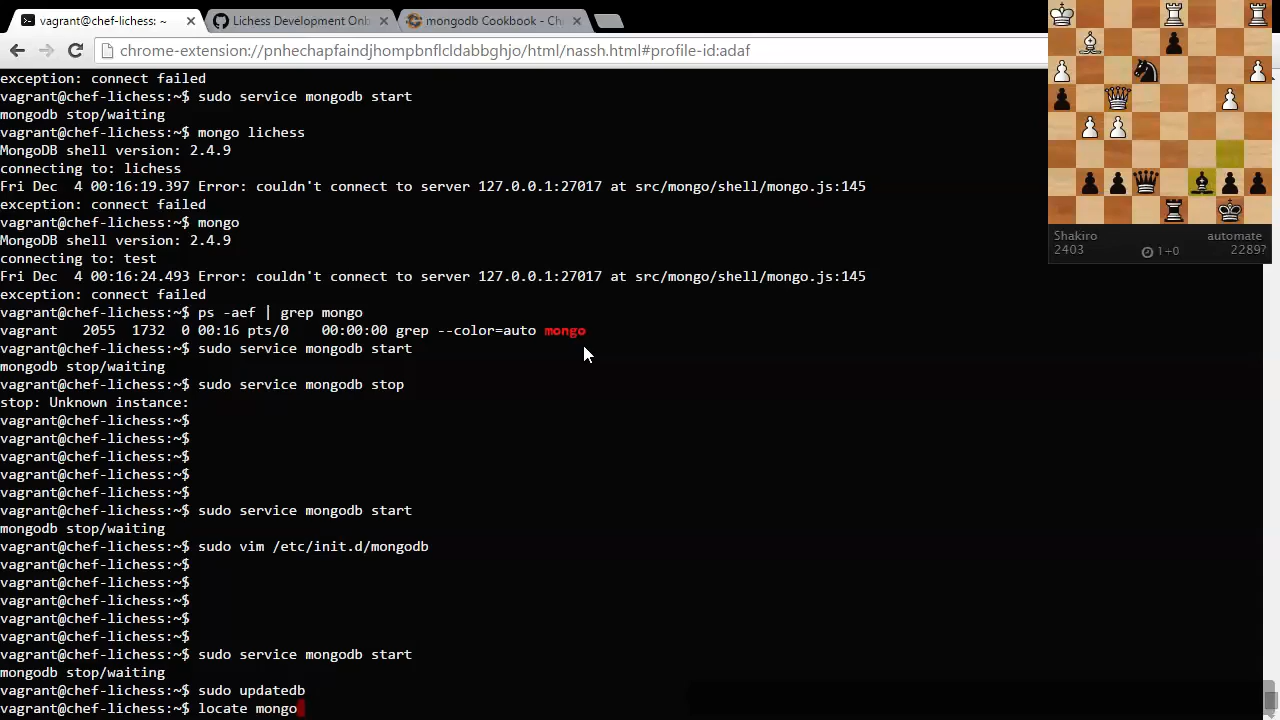 vagrant@chef-lichess: ~
Lichess Development Onb
mongodb Cookbook - Ch
chrome-extension://pnhechapfaindjhompbnflcldabbghjo/html/nassh.html#profile-id:adaf
exception: connect failed
vagrant@chef-lichess:~$ sudo service mongodb start
mongodb stop/waiting
vagrant@chef-lichess:~$ mongo lichess
MongoDB shell version: 2.4.9
connecting to: lichess
Fri Dec  4 00:16:19.397 Error: couldn't connect to server 127.0.0.1:27017 at src/mongo/shell/mongo.js:145
exception: connect failed
vagrant@chef-lichess:~$ mongo
MongoDB shell version: 2.4.9
connecting to: test
Fri Dec  4 00:16:24.493 Error: couldn't connect to server 127.0.0.1:27017 at src/mongo/shell/mongo.js:145
exception: connect failed
vagrant@chef-lichess:~$ ps -aef | grep mongo
vagrant   2055  1732  0 00:16 pts/0    00:00:00 grep --color=auto mongo
vagrant@chef-lichess:~$ sudo service mongodb start
mongodb stop/waiting
vagrant@chef-lichess:~$ sudo service mongodb stop
stop: Unknown instance:
vagrant@chef-lichess:~$
vagrant@chef-lichess:~$
vagrant@chef-lichess:~$
vagrant@chef-lichess:~$
vagrant@chef-lichess:~$
vagrant@chef-lichess:~$ sudo service mongodb start
mongodb stop/waiting
vagrant@chef-lichess:~$ sudo vim /etc/init.d/mongodb
vagrant@chef-lichess:~$
vagrant@chef-lichess:~$
vagrant@chef-lichess:~$
vagrant@chef-lichess:~$
vagrant@chef-lichess:~$
vagrant@chef-lichess:~$ sudo service mongodb start
mongodb stop/waiting
vagrant@chef-lichess:~$ sudo updatedb
vagrant@chef-lichess:~$ locate mongo
Shakiro
automate
2403
1+0
2289?